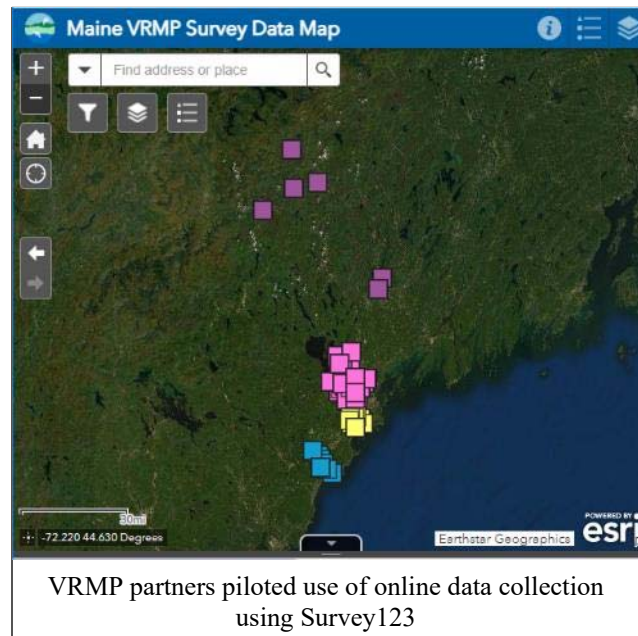 Maine VRMP Survey Data Map
Find address or place
30mi
-72.220 44.630 Degrees
Earthstar Geographics
POWERED BY
esri
VRMP partners piloted use of online data collection
using Survey123